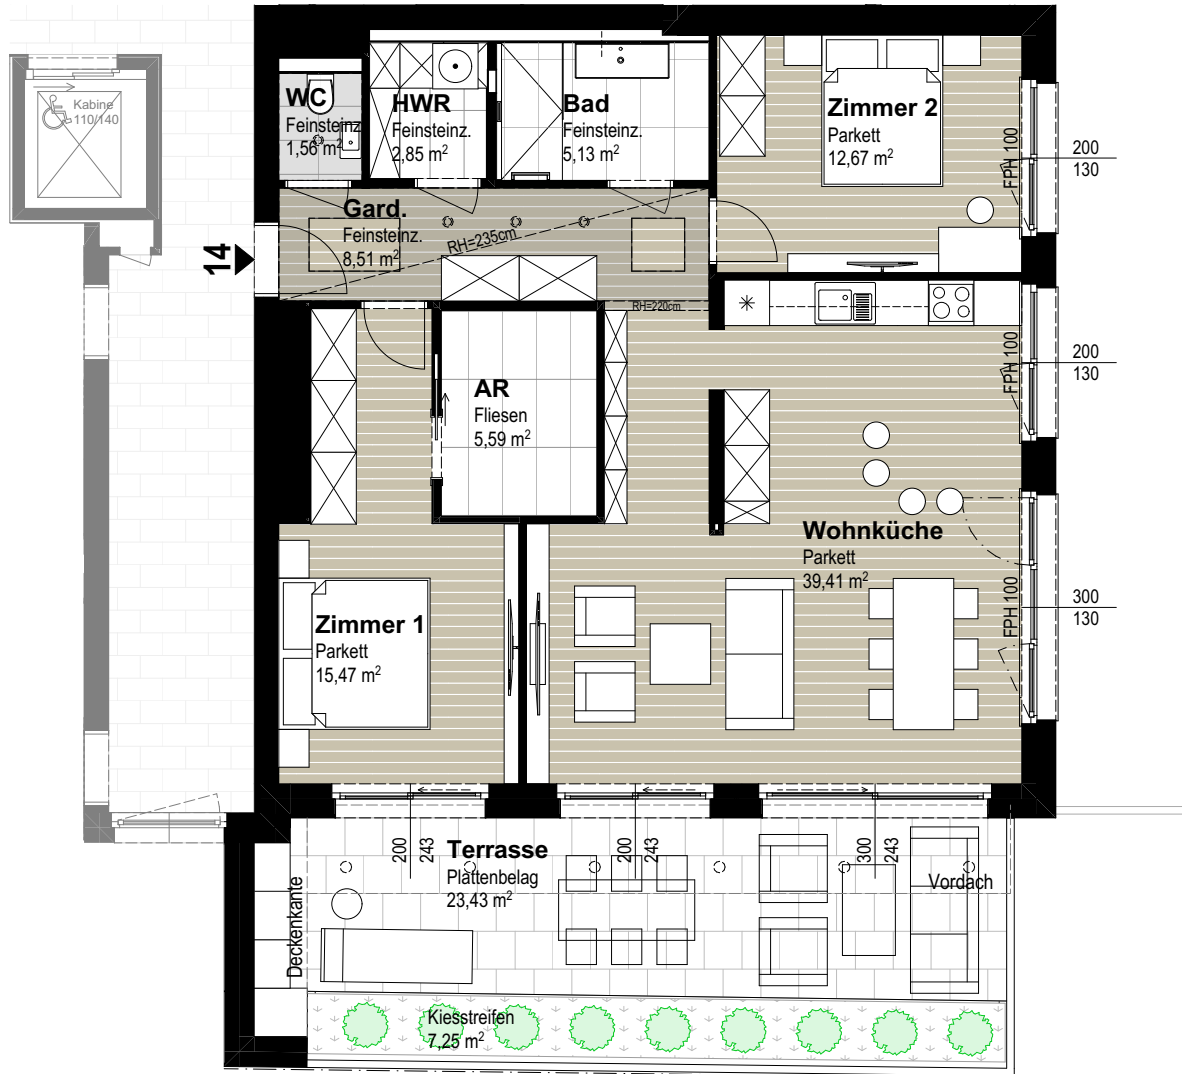 Kabine
110/140
WC
Feinsteinz.
1,56 m²
HWR
Feinsteinz.
2,85 m²
Bad
Feinsteinz.
5,13 m²
Zimmer 2
Parkett
12,67 m²
FPH 100
200
130
14
Gard.
Feinsteinz.
8,51 m²
RH=235cm
RH=220cm
FPH 100
200
130
AR
Fliesen
5,59 m²
Wohnküche
Parkett
39,41 m²
FPH 100
300
130
Zimmer 1
Parkett
15,47 m²
200
243
200
243
300
243
Terrasse
Plattenbelag
23,43 m²
Vordach
Deckenkante
Kiesstreifen
7,25 m²